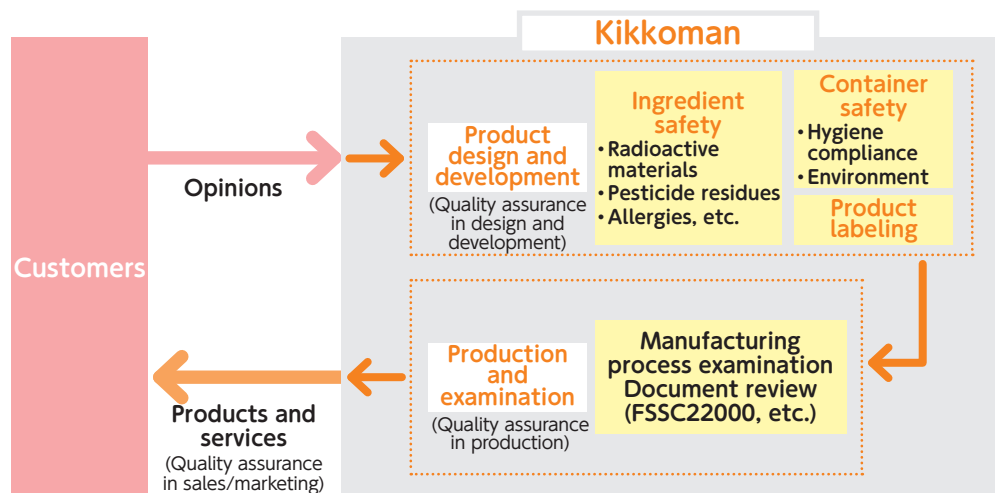 Kikkoman
Customers
Opinions
Product
design and
development
(Quality assurance
in design and
development)
Ingredient
safety
・Radioactive
materials
・Pesticide residues
・Allergies, etc.
Container
safety
・Hygiene
compliance
・Environment
Product
labeling
Production
and
examination
(Quality assurance
in production)
Manufacturing
process examination
Document review
(FSSC22000, etc.)
Products and
services
(Quality assurance
in sales/marketing)